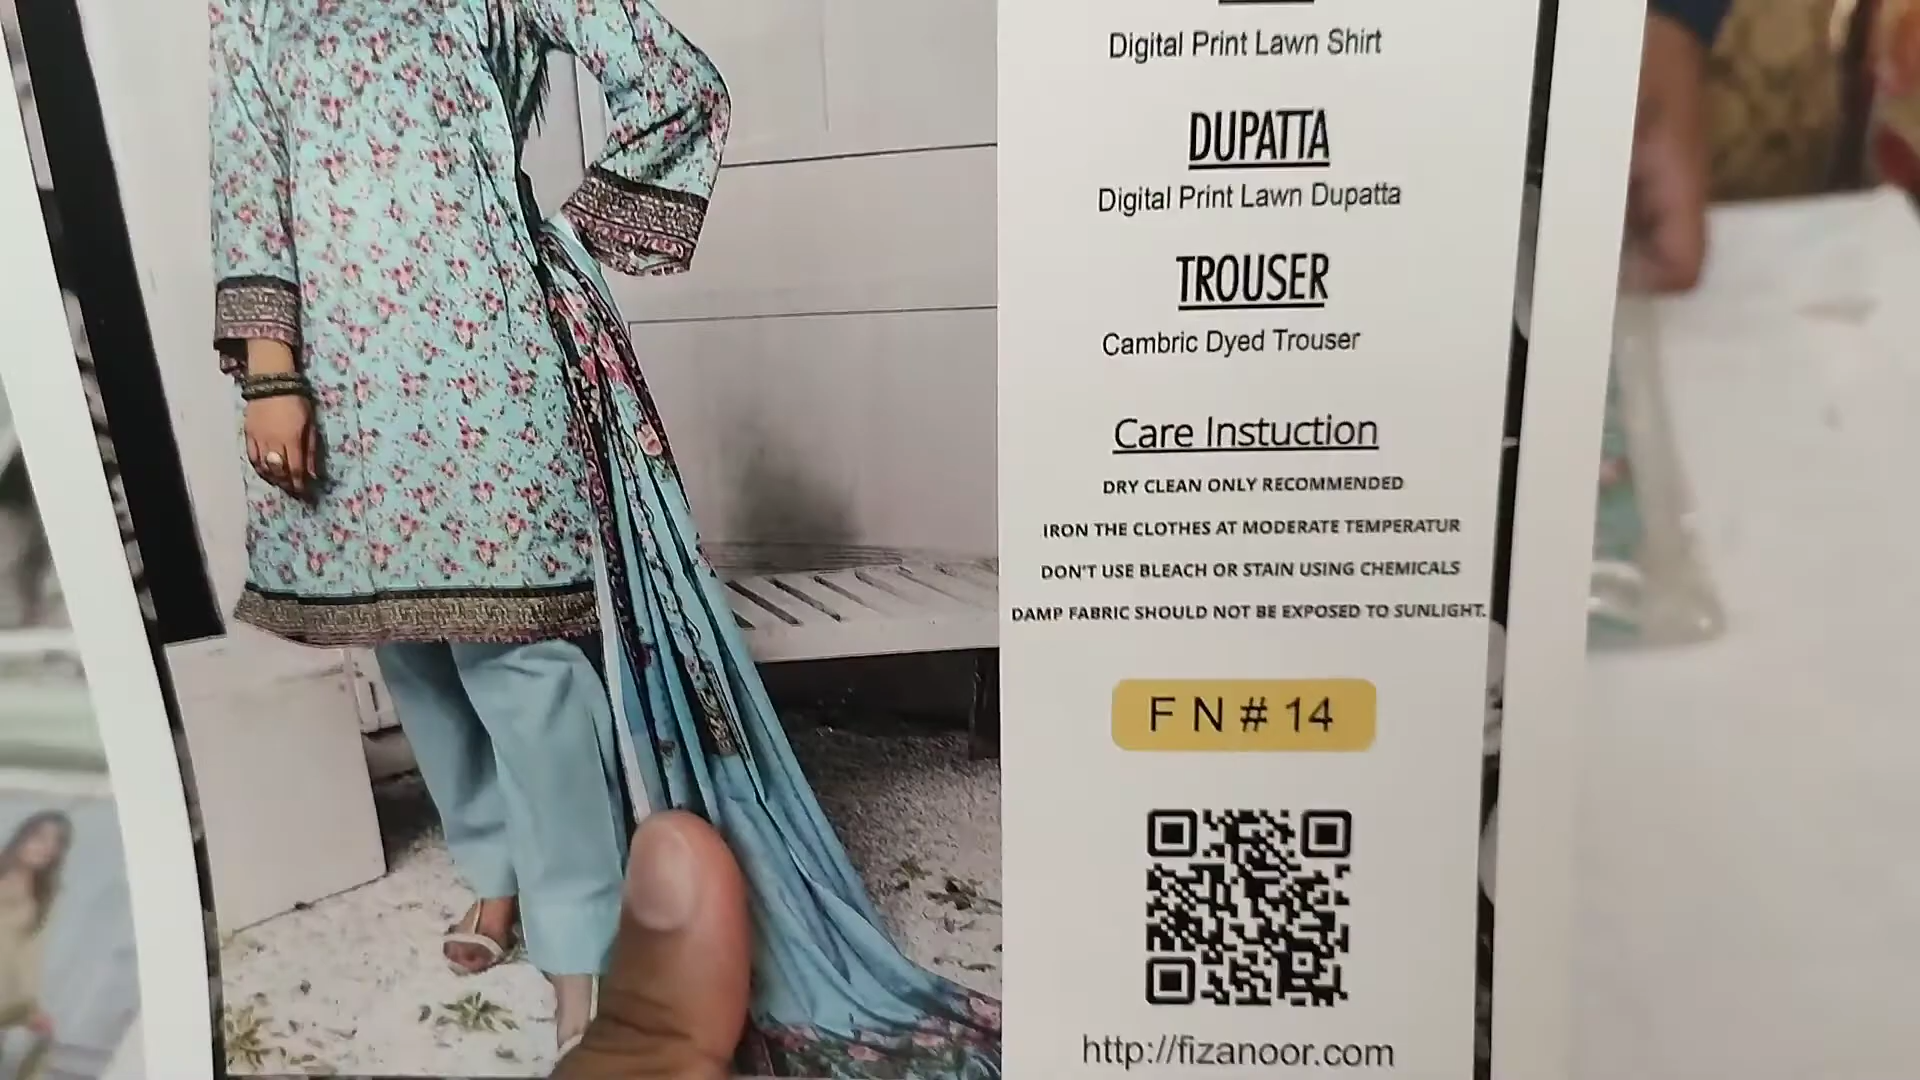 Digital Print Lawn Shirt
DUPATTA
Digital Print Lawn Dupatta
TROUSER
Cambric Dyed Trouser
Care Instuction
DRY CLEAN ONLY RECOMMENDED
IRON THE CLOTHES AT MODERATE TEMPERATUR
DON'T USE BLEACH OR STAIN USING CHEMICALS
DAMP FABRIC SHOULD NOT BE EXPOSED TO SUNLIGHT.
FN#14
http://fizanoor.com